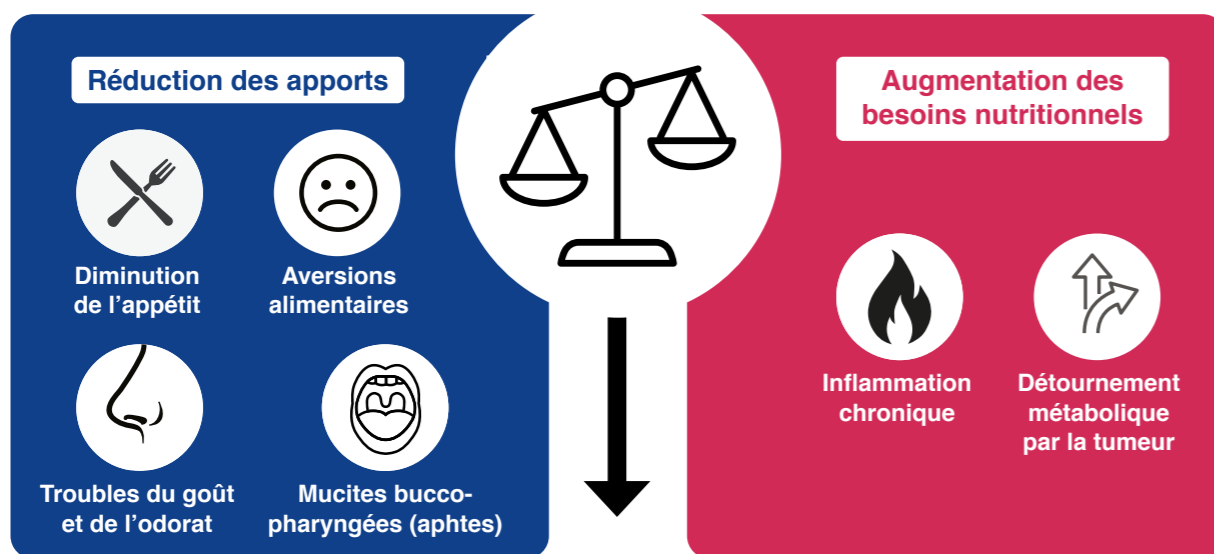 Réduction des apports
Diminution
de l’appétit
Aversions
alimentaires
Troubles du goût
et de l’odorat
Mucites bucco-
pharyngées (aphtes)
Augmentation des
besoins nutritionnels
Inflammation
chronique
Détournement
métabolique
par la tumeur